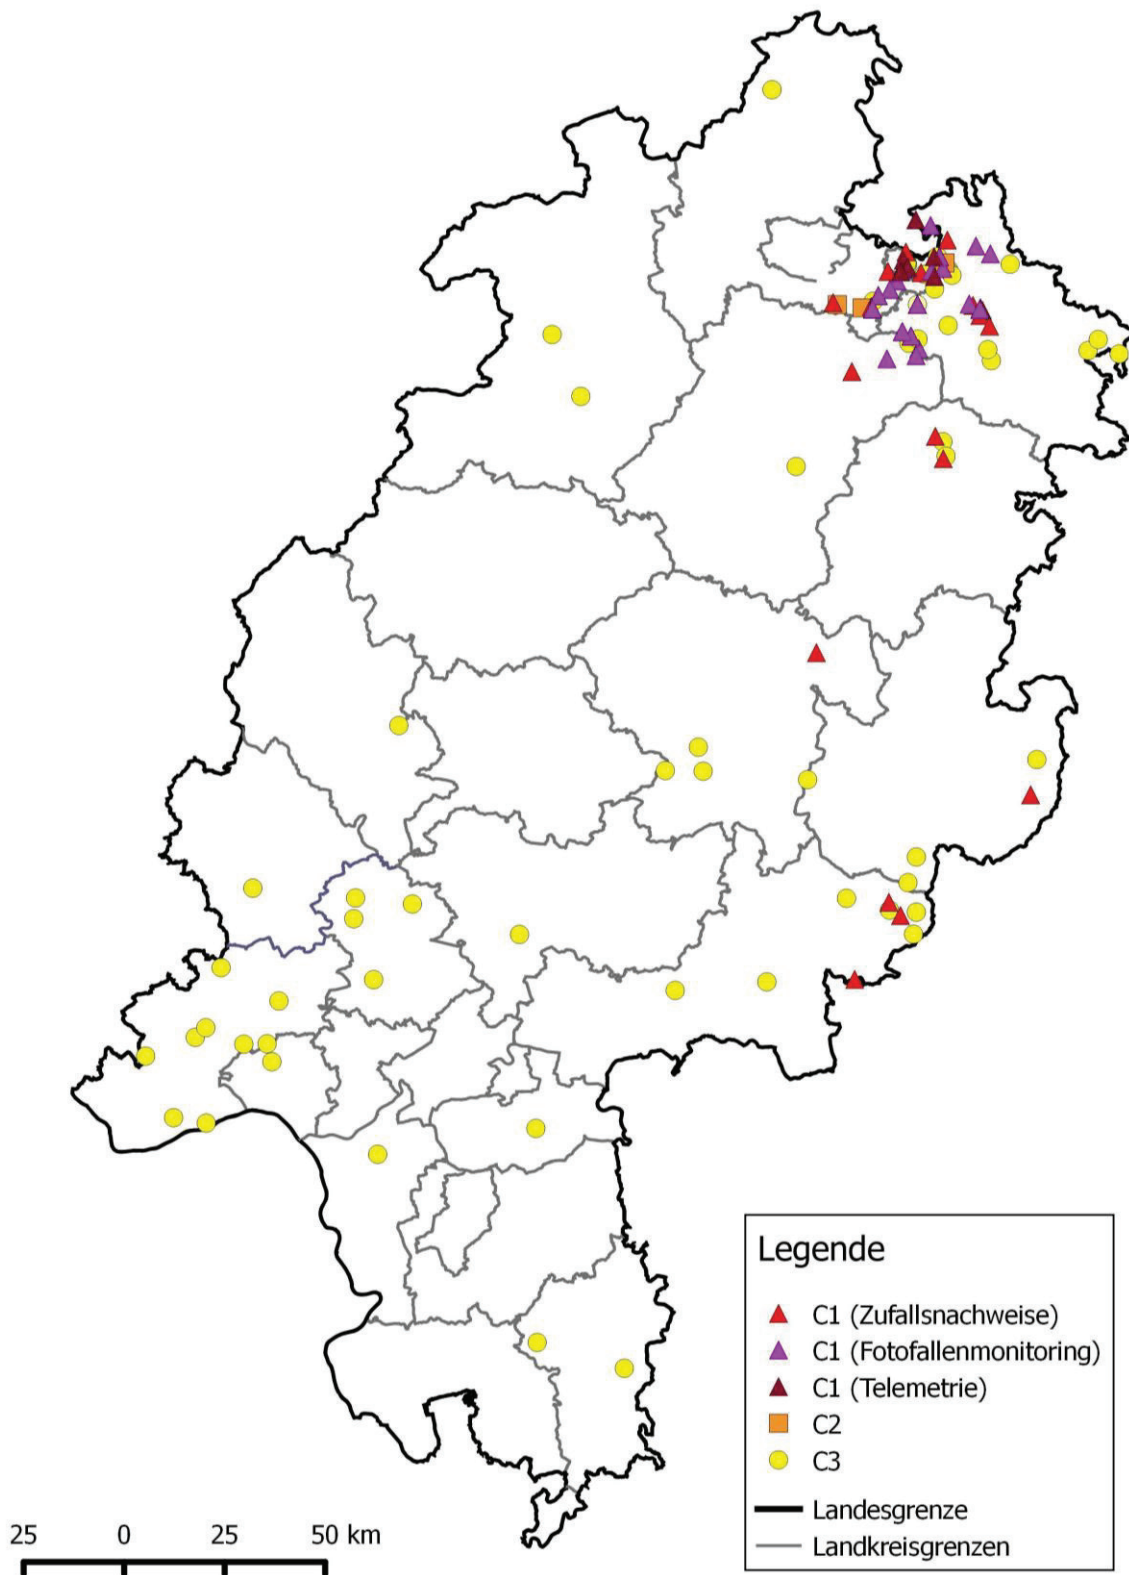 Legende
C1 (Zufallsnachweise)
C1 (Fotofallenmonitoring)
C1 (Telemetrie)
C2
C3
Landesgrenze
Landkreisgrenzen
25 0 25 50 km